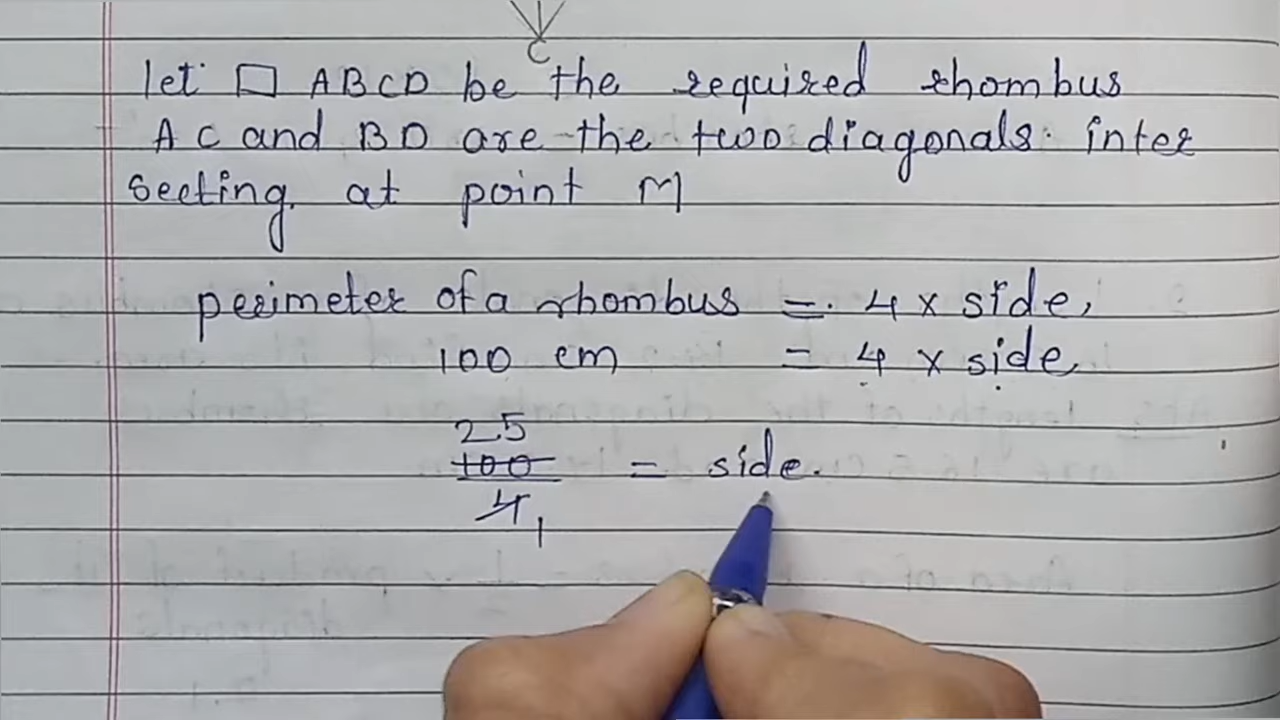 C
let □ ABCD be the required rhombus
AC and BD are the two diagonals inter
secting. at point M
perimeter of a rhombus = 4 x side,
100 cm = 4 x side,
25
100 = side.
4 1